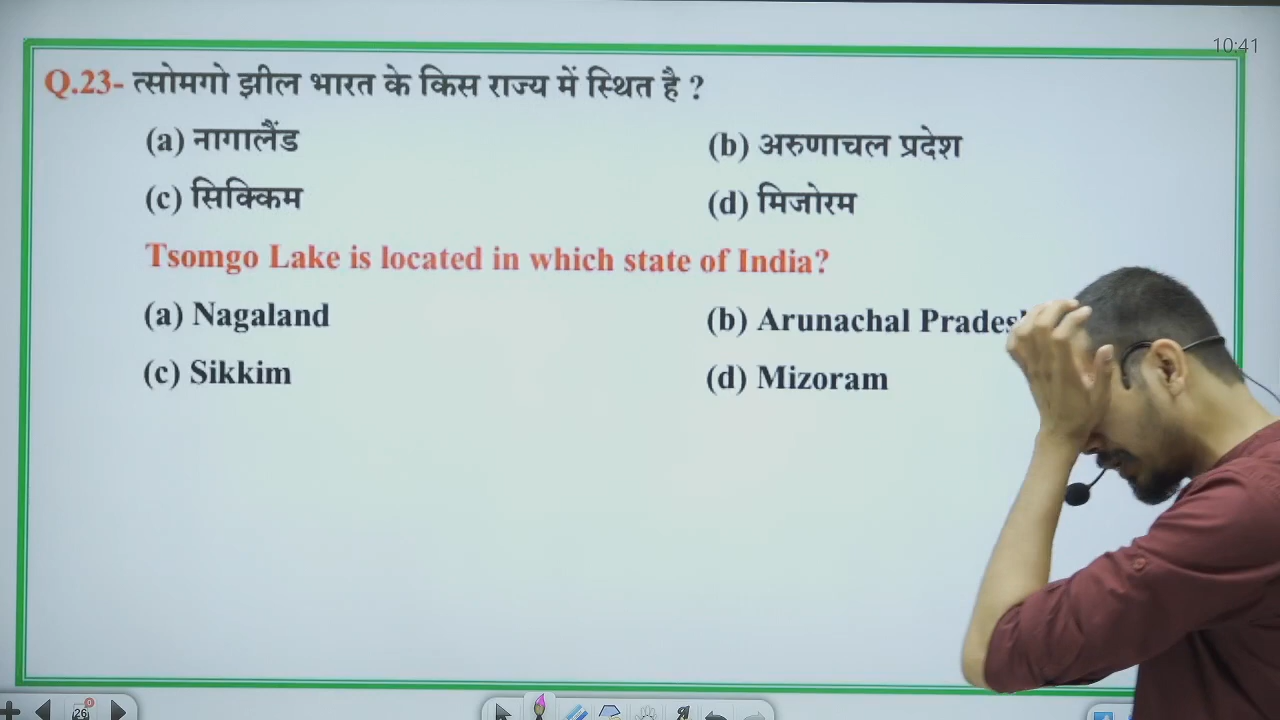 10:41
Q.23- त्सोमगो झील भारत के किस राज्य में स्थित है ?
(a) नागालैंड (b) अरुणाचल प्रदेश
(c) सिक्किम (d) मिजोरम
Tsomgo Lake is located in which state of India?
(a) Nagaland (b) Arunachal
(c) Sikkim (d) Mizoram
26